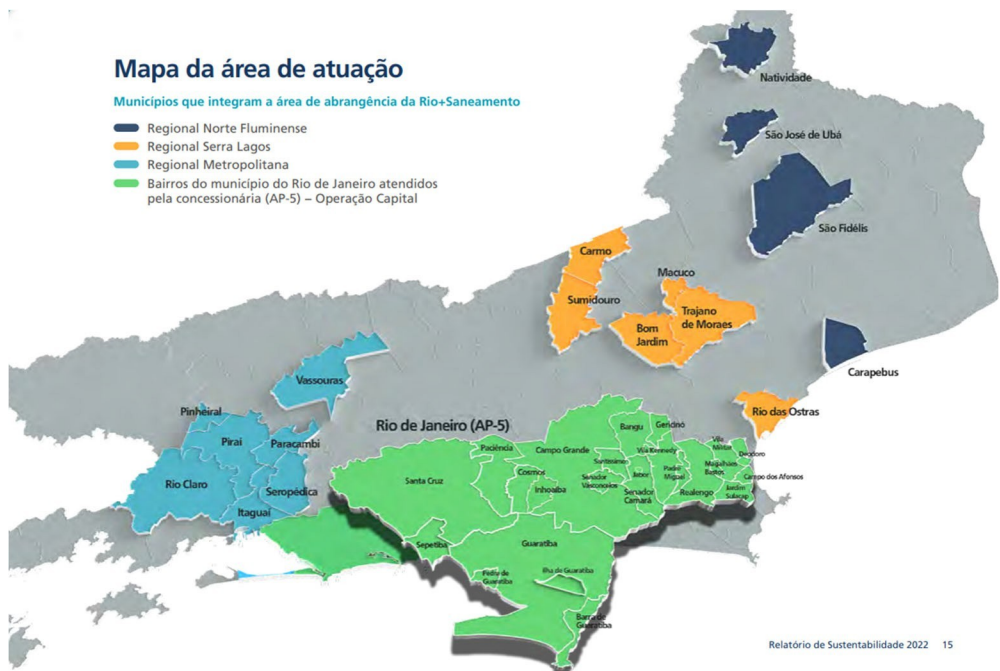 Mapa da área de atuação
Municípios que integram a área de abrangência da Rio+Saneamento
Regional Norte Fluminense
Regional Serra Lagos
Regional Metropolitana
Bairros do município do Rio de Janeiro atendidos
pela concessionária (AP-5) – Operação Capital
Natividade
São José de Ubá
São Fidélis
Carmo
Macuco
Sumidouro
Trajano
de Moraes
Bom
Jardim
Carapebus
Vassouras
Rio das Ostras
Pinheiral
Rio de Janeiro (AP-5)
Piraí
Paracambi
Bangu
Gericinó
Paciência
Campo Grande
Vila Kennedy
Vila
Militar
Deodoro
Santíssimo
Magalhães
Bastos
Campo dos Afonsos
Rio Claro
Seropédica
Santa Cruz
Cosmos
Senador
Vasconcelos
Jabor
Padre
Miguel
Inhoaíba
Senador
Camará
Realengo
Jardim
Sulacap
Itaguaí
Sepetiba
Guaratiba
Pedra de
Guaratiba
Ilha de Guaratiba
Barra de
Guaratiba
Relatório de Sustentabilidade 2022 15